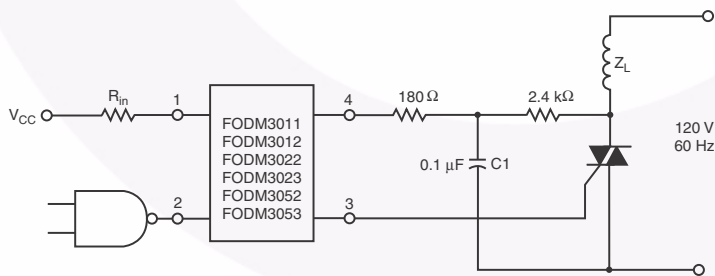 V_CC
R_in
1
2
FODM3011
FODM3012
FODM3022
FODM3023
FODM3052
FODM3053
4
3
180 Ω
2.4 kΩ
0.1 µF
C1
Z_L
120 V
60 Hz